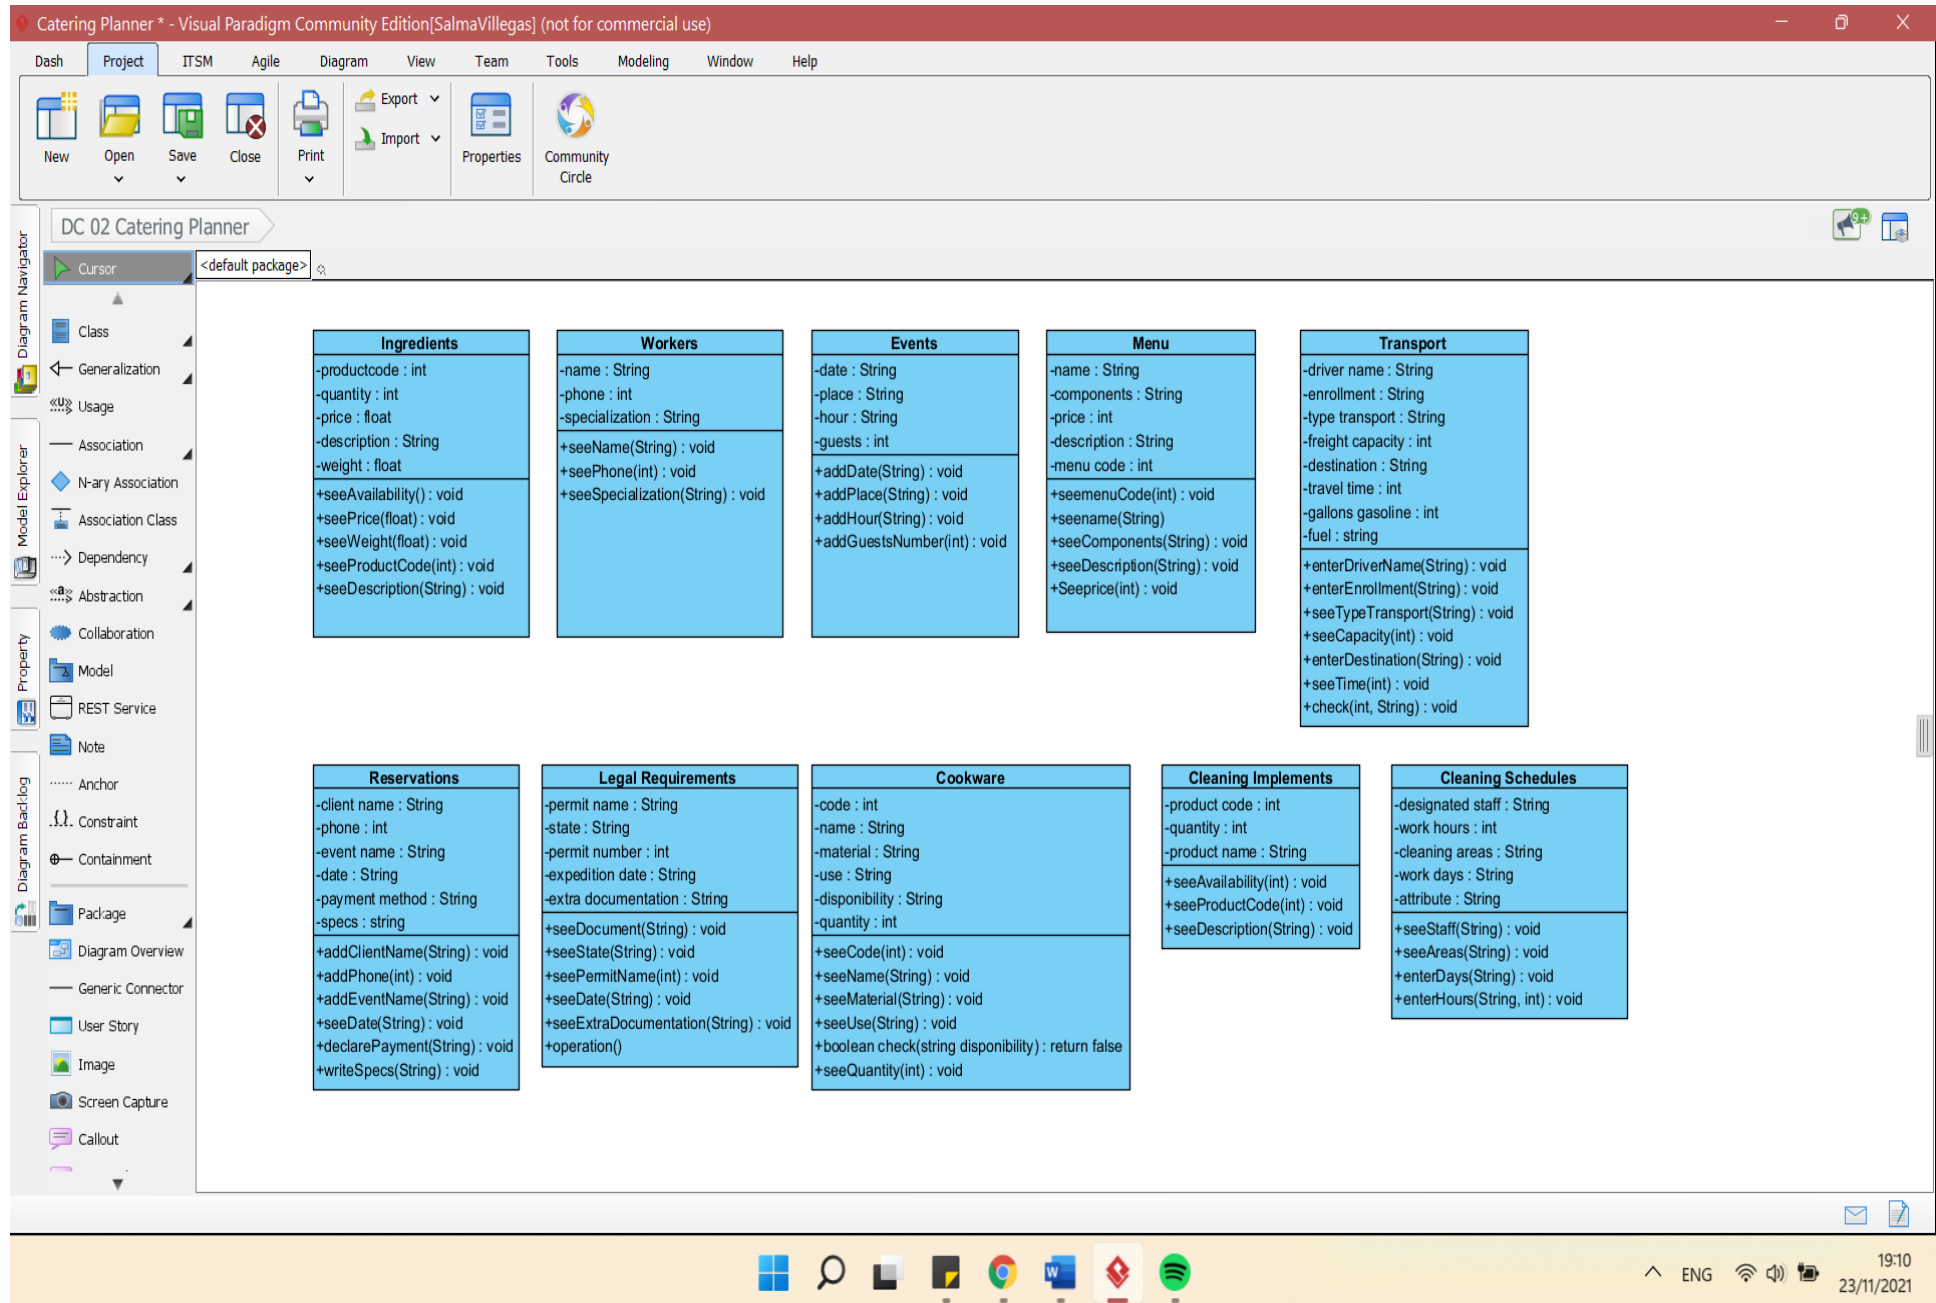 Catering Planner * - Visual Paradigm Community Edition[SalmaVillegas] (not for commercial use)
Dash Project ITSM Agile Diagram View Team Tools Modeling Window Help
New
Open
Save
Close
Print
Export
Import
Properties
Community
Circle
DC 02 Catering Planner
9+
Diagram Navigator
Model Explorer
Property
Diagram Backlog
Cursor
Class
Generalization
«U» Usage
Association
N-ary Association
Association Class
Dependency
«a» Abstraction
Collaboration
Model
REST Service
Note
Anchor
{} Constraint
Containment
Package
Diagram Overview
Generic Connector
User Story
Image
Screen Capture
Callout
<default package>
Ingredients
-productcode : int
-quantity : int
-price : float
-description : String
-weight : float
+seeAvailability() : void
+seePrice(float) : void
+seeWeight(float) : void
+seeProductCode(int) : void
+seeDescription(String) : void
Workers
-name : String
-phone : int
-specialization : String
+seeName(String) : void
+seePhone(int) : void
+seeSpecialization(String) : void
Events
-date : String
-place : String
-hour : String
-guests : int
+addDate(String) : void
+addPlace(String) : void
+addHour(String) : void
+addGuestsNumber(int) : void
Menu
-name : String
-components : String
-price : int
-description : String
-menu code : int
+seemenuCode(int) : void
+seename(String)
+seeComponents(String) : void
+seeDescription(String) : void
+Seeprice(int) : void
Transport
-driver name : String
-enrollment : String
-type transport : String
-freight capacity : int
-destination : String
-travel time : int
-gallons gasoline : int
-fuel : string
+enterDriverName(String) : void
+enterEnrollment(String) : void
+seeTypeTransport(String) : void
+seeCapacity(int) : void
+enterDestination(String) : void
+seeTime(int) : void
+check(int, String) : void
Reservations
-client name : String
-phone : int
-event name : String
-date : String
-payment method : String
-specs : string
+addClientName(String) : void
+addPhone(int) : void
+addEventName(String) : void
+seeDate(String) : void
+declarePayment(String) : void
+writeSpecs(String) : void
Legal Requirements
-permit name : String
-state : String
-permit number : int
-expedition date : String
-extra documentation : String
+seeDocument(String) : void
+seeState(String) : void
+seePermitName(int) : void
+seeDate(String) : void
+seeExtraDocumentation(String) : void
+operation()
Cookware
-code : int
-name : String
-material : String
-use : String
-disponibility : String
-quantity : int
+seeCode(int) : void
+seeName(String) : void
+seeMaterial(String) : void
+seeUse(String) : void
+boolean check(string disponibility) : return false
+seeQuantity(int) : void
Cleaning Implements
-product code : int
-quantity : int
-product name : String
+seeAvailability(int) : void
+seeProductCode(int) : void
+seeDescription(String) : void
Cleaning Schedules
-designated staff : String
-work hours : int
-cleaning areas : String
-work days : String
-attribute : String
+seeStaff(String) : void
+seeAreas(String) : void
+enterDays(String) : void
+enterHours(String, int) : void
W
ENG
19:10
23/11/2021